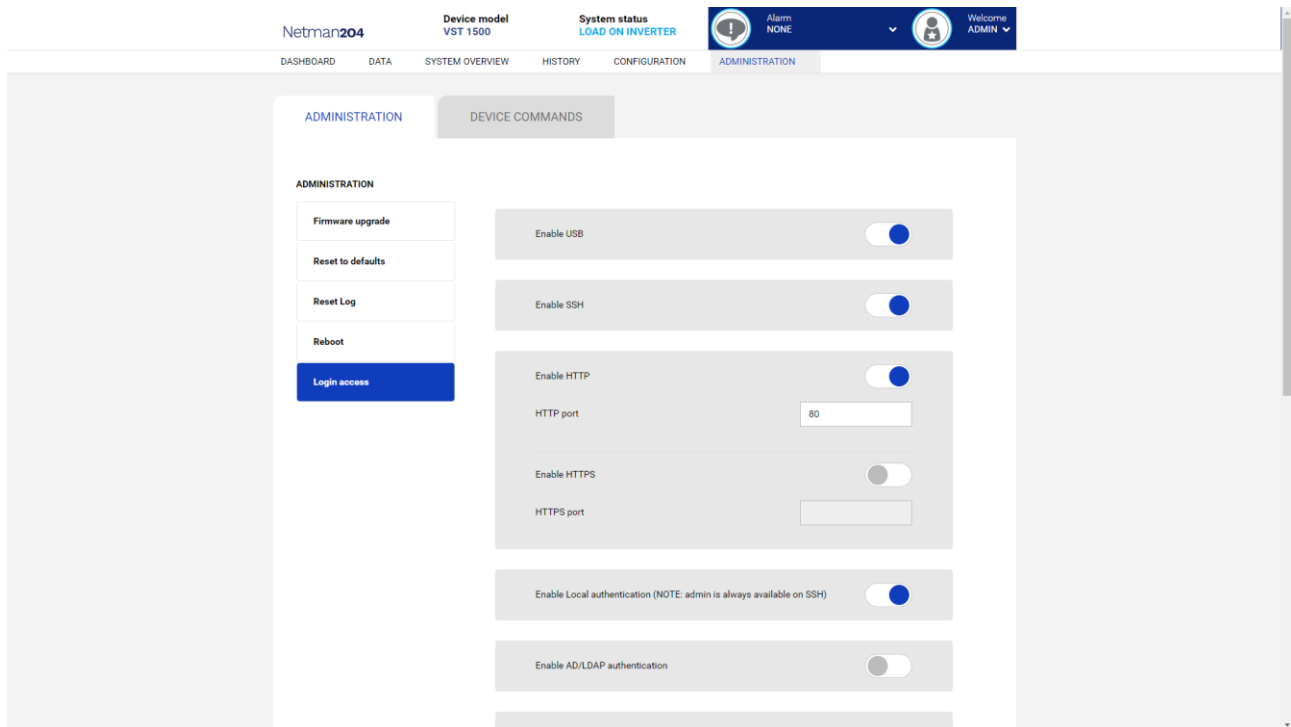 Netman204
Device model
VST 1500
System status
LOAD ON INVERTER
Alarm
NONE
Welcome
ADMIN
DASHBOARD DATA SYSTEM OVERVIEW HISTORY CONFIGURATION ADMINISTRATION
ADMINISTRATION DEVICE COMMANDS
ADMINISTRATION
Firmware upgrade
Reset to defaults
Reset Log
Reboot
Login access
Enable USB
Enable SSH
Enable HTTP
HTTP port 80
Enable HTTPS
HTTPS port
Enable Local authentication (NOTE: admin is always available on SSH)
Enable AD/LDAP authentication